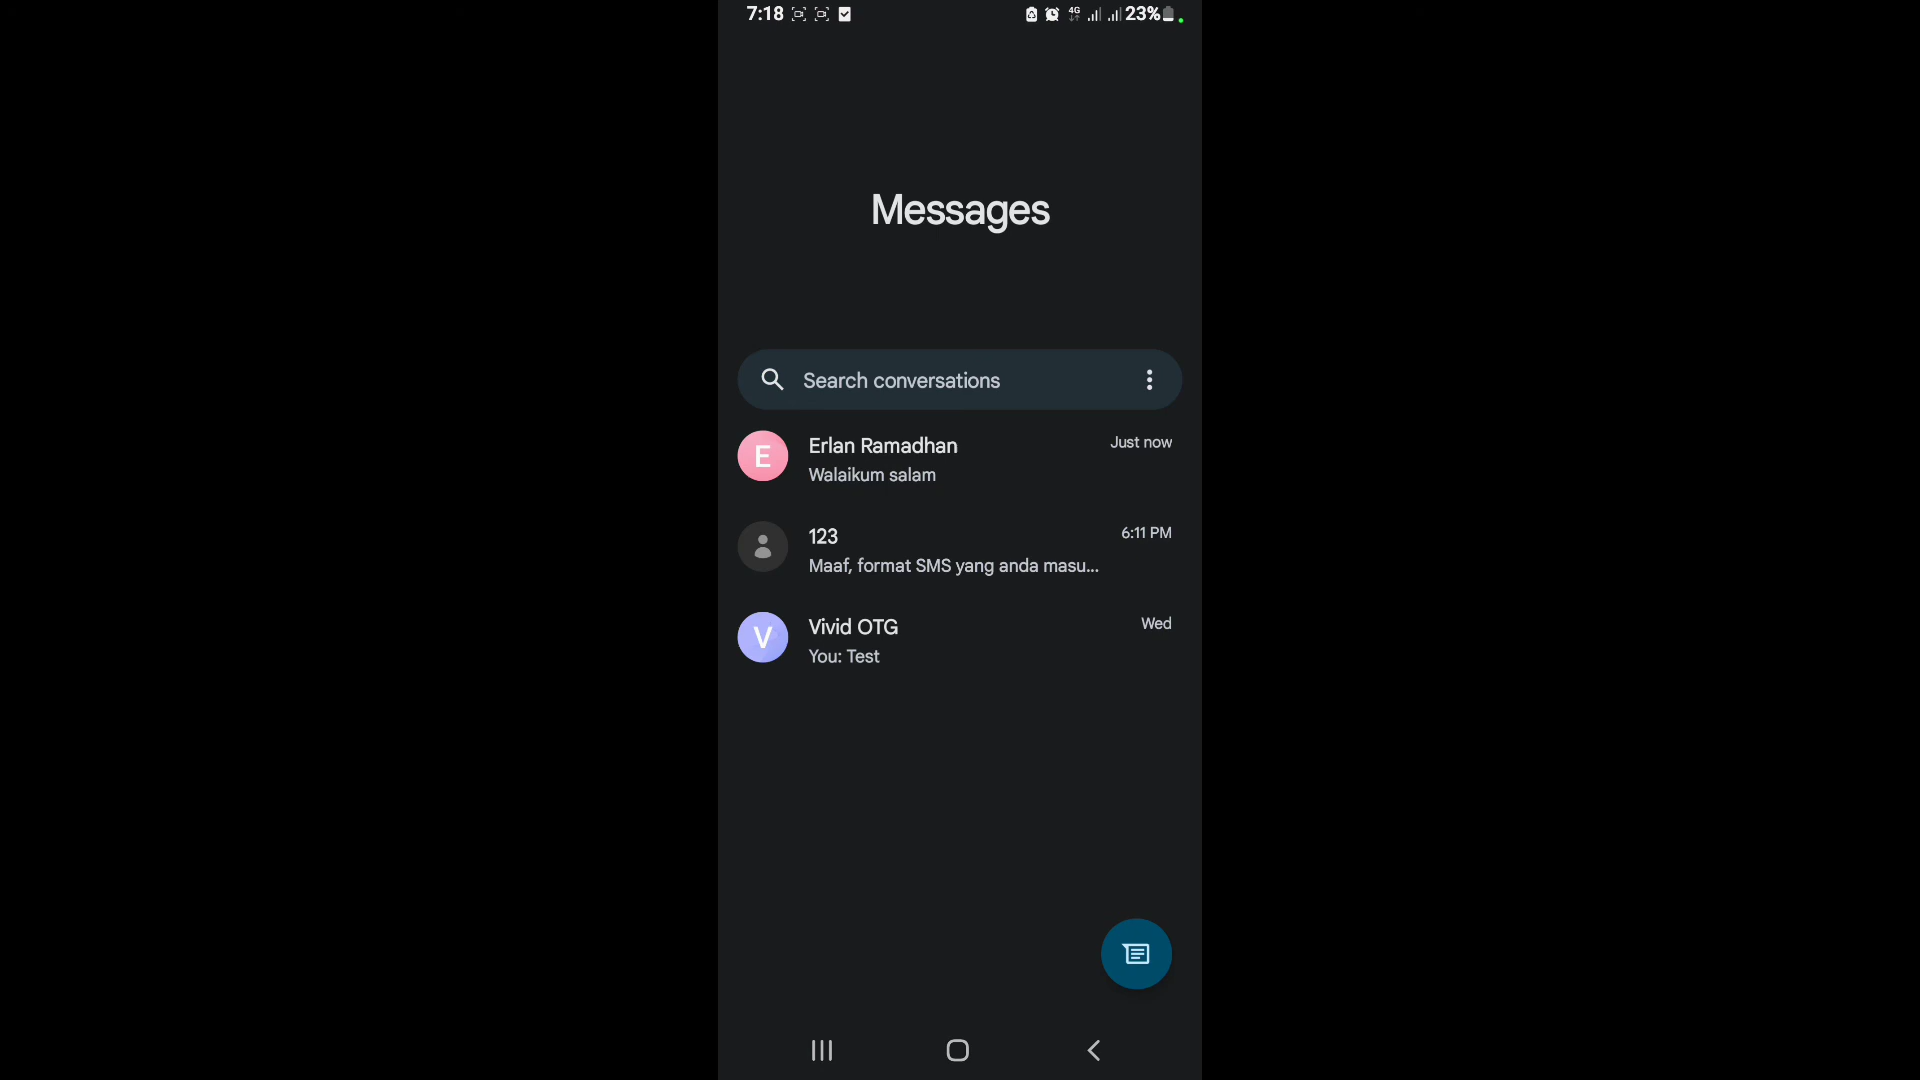 7:18 4G 23%
Messages
Search conversations
E Erlan Ramadhan Just now
Walaikum salam
123 6:11 PM
Maaf, format SMS yang anda masu...
V Vivid OTG Wed
You: Test